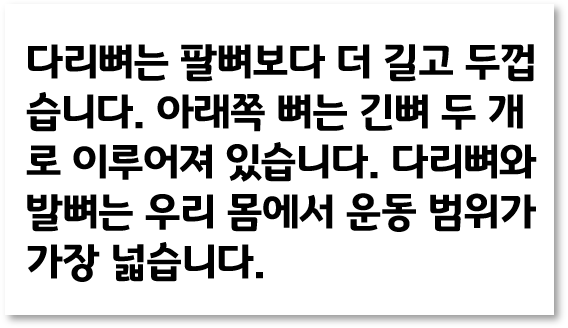 다리뼈는 팔뼈보다 더 길고 두껍
습니다. 아래쪽 뼈는 긴뼈 두 개
로 이루어져 있습니다. 다리뼈와
발뼈는 우리 몸에서 운동 범위가
가장 넓습니다.